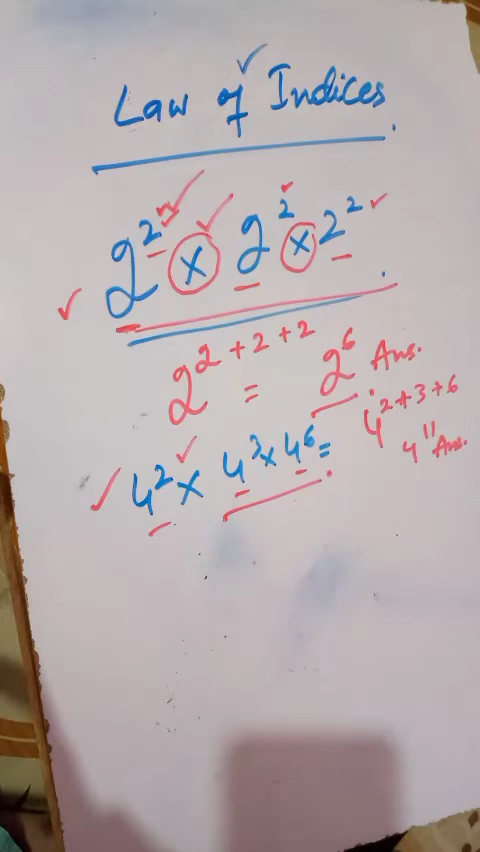 Law of Indices.
2² × 2² × 2².
2²⁺²⁺² = 2⁶ Ans.
4² × 4³ × 4⁶ = 4²⁺³⁺⁶
4¹¹ Ans.